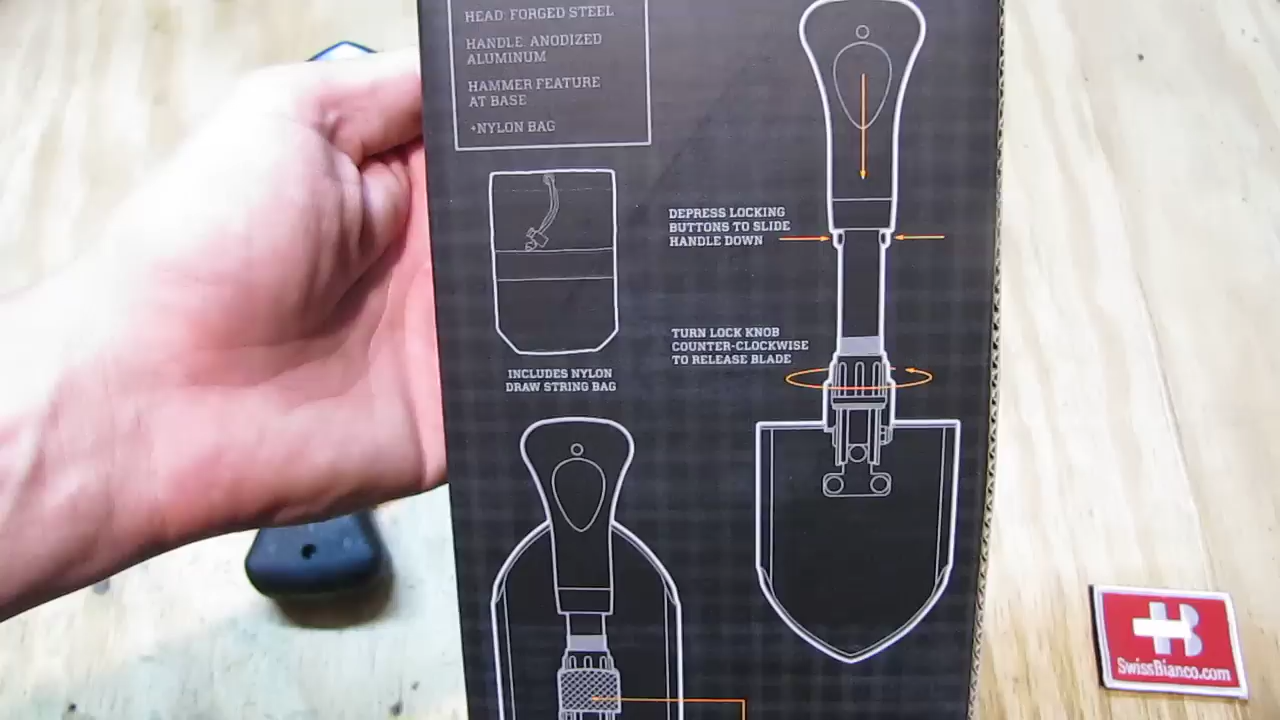 HEAD: FORGED STEEL
HANDLE: ANODIZED
ALUMINUM
HAMMER FEATURE
AT BASE
+NYLON BAG
INCLUDES NYLON
DRAW STRING BAG
DEPRESS LOCKING
BUTTONS TO SLIDE
HANDLE DOWN
TURN LOCK KNOB
COUNTER-CLOCKWISE
TO RELEASE BLADE
SwissBianco.com